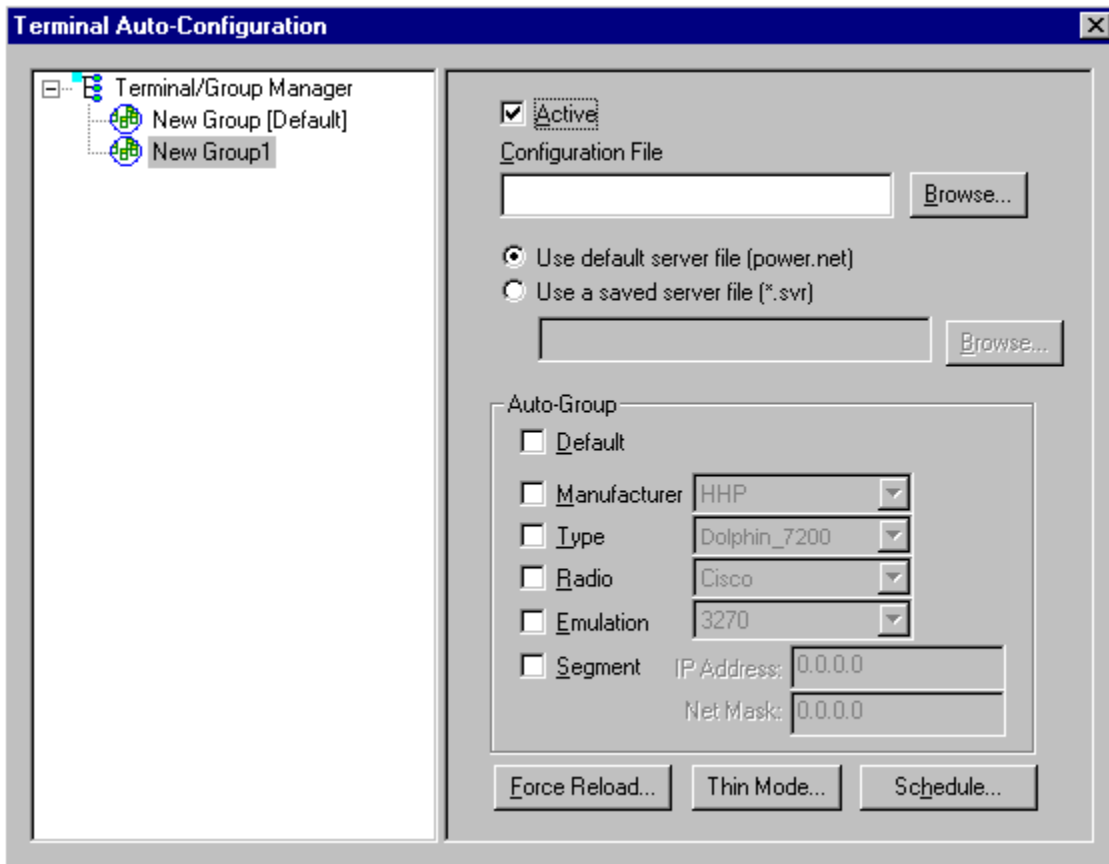 Terminal Auto-Configuration
Terminal/Group Manager
New Group [Default]
New Group1
Active
Configuration File
Browse...
Use default server file (power.net)
Use a saved server file (*.svr)
Browse...
Auto-Group
Default
Manufacturer HHP
Type Dolphin_7200
Radio Cisco
Emulation 3270
Segment IP Address: 0.0.0.0
Net Mask: 0.0.0.0
Force Reload... Thin Mode... Schedule...